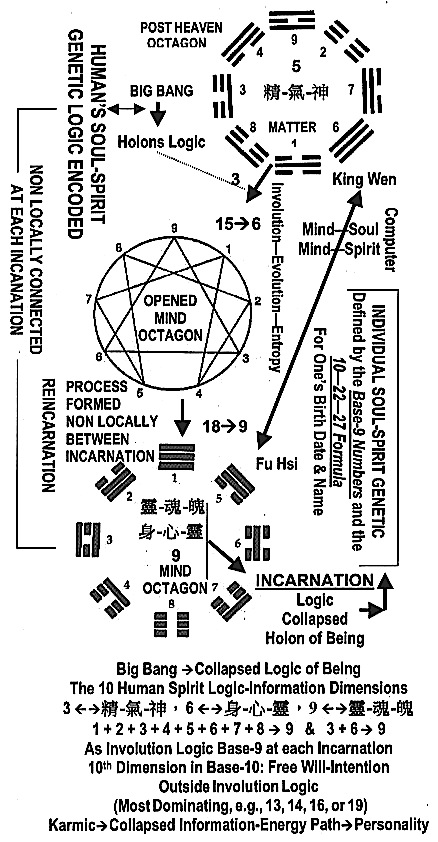 POST HEAVEN
OCTAGON
4
9
2
3
5
7
精-氣-神
8
MATTER
6
1
HUMAN'S SOUL-SPIRIT
GENETIC LOGIC ENCODED
BIG BANG
Holons Logic
3
King Wen
15→6
Involution—Evolution—Entropy
Mind—Soul
Mind—Spirit
Computer
NON LOCALLY CONNECTED
AT EACH INCANATION
REINCARNATION
9
8
1
7
2
OPENED
MIND
OCTAGON
6
3
5
4
INDIVIDUAL SOUL-SPIRIT GENETIC
Defined by the Base-9 Numbers and the
10—22—27 Formula
For One's Birth Date & Name
PROCESS
FORMED
NON LOCALLY
BETWEEN
INCARNATION
18→9
Fu Hsi
1
2
5
靈-魂-魄
身-心-靈
3
6
9
MIND
OCTAGON
4
7
8
INCARNATION
Logic
Collapsed
Holon of Being
Big Bang →Collapsed Logic of Being
The 10 Human Spirit Logic-Information Dimensions
3 ←→精-氣-神，6 ←→身-心-靈，9 ←→靈-魂-魄
1 + 2 + 3 + 4 + 5 + 6 + 7 + 8 → 9 & 3 + 6 → 9
As Involution Logic Base-9 at each Incarnation
10th Dimension in Base-10: Free Will-Intention
Outside Involution Logic
(Most Dominating, e.g., 13, 14, 16, or 19)
Karmic→Collapsed Information-Energy Path→Personality